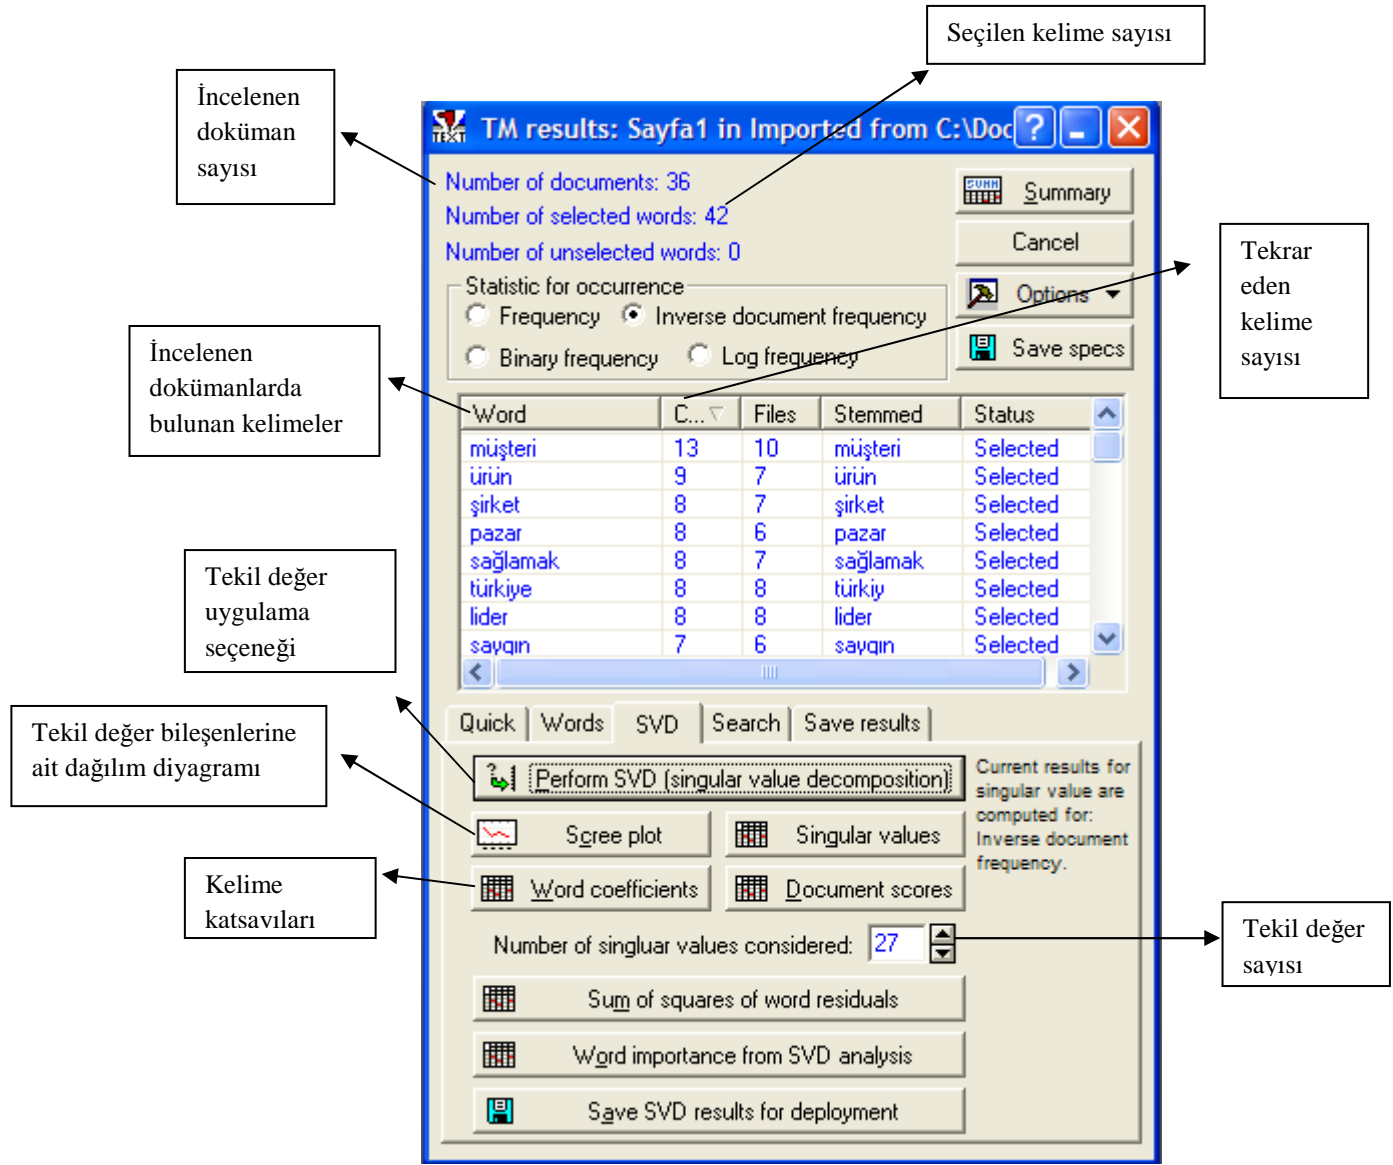 Seçilen kelime sayısı
İncelenen
doküman
sayısı
TM results: Sayfa1 in Imported from C:\Doc
Number of documents: 36
Number of selected words: 42
Number of unselected words: 0
Summary
Cancel
Options
Save specs
Tekrar
eden
kelime
sayısı
Statistic for occurrence
Frequency Inverse document frequency
Binary frequency Log frequency
İncelenen
dokümanlarda
bulunan kelimeler
Word C... Files Stemmed Status
müşteri 13 10 müşteri Selected
ürün 9 7 ürün Selected
şirket 8 7 şirket Selected
pazar 8 6 pazar Selected
sağlamak 8 7 sağlamak Selected
türkiye 8 8 türkiy Selected
lider 8 8 lider Selected
saygın 7 6 saygın Selected
Tekil değer
uygulama
seçeneği
Quick Words SVD Search Save results
Tekil değer bileşenlerine
ait dağılım diyagramı
Perform SVD (singular value decomposition)
Current results for
singular value are
computed for:
Inverse document
frequency.
Scree plot Singular values
Word coefficients Document scores
Kelime
katsavıları
Number of singluar values considered: 27
Tekil değer
sayısı
Sum of squares of word residuals
Word importance from SVD analysis
Save SVD results for deployment